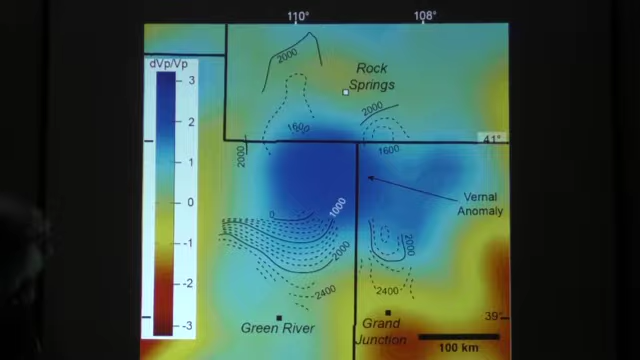 110° 108°
dVp/Vp
3
2
1
0
-1
-2
-3
2000
Rock
Springs
2000
1600
2000
1600
41°
Vernal
Anomaly
0
1000
2000
2000
2400
2400
Green River
Grand
Junction
39°
100 km